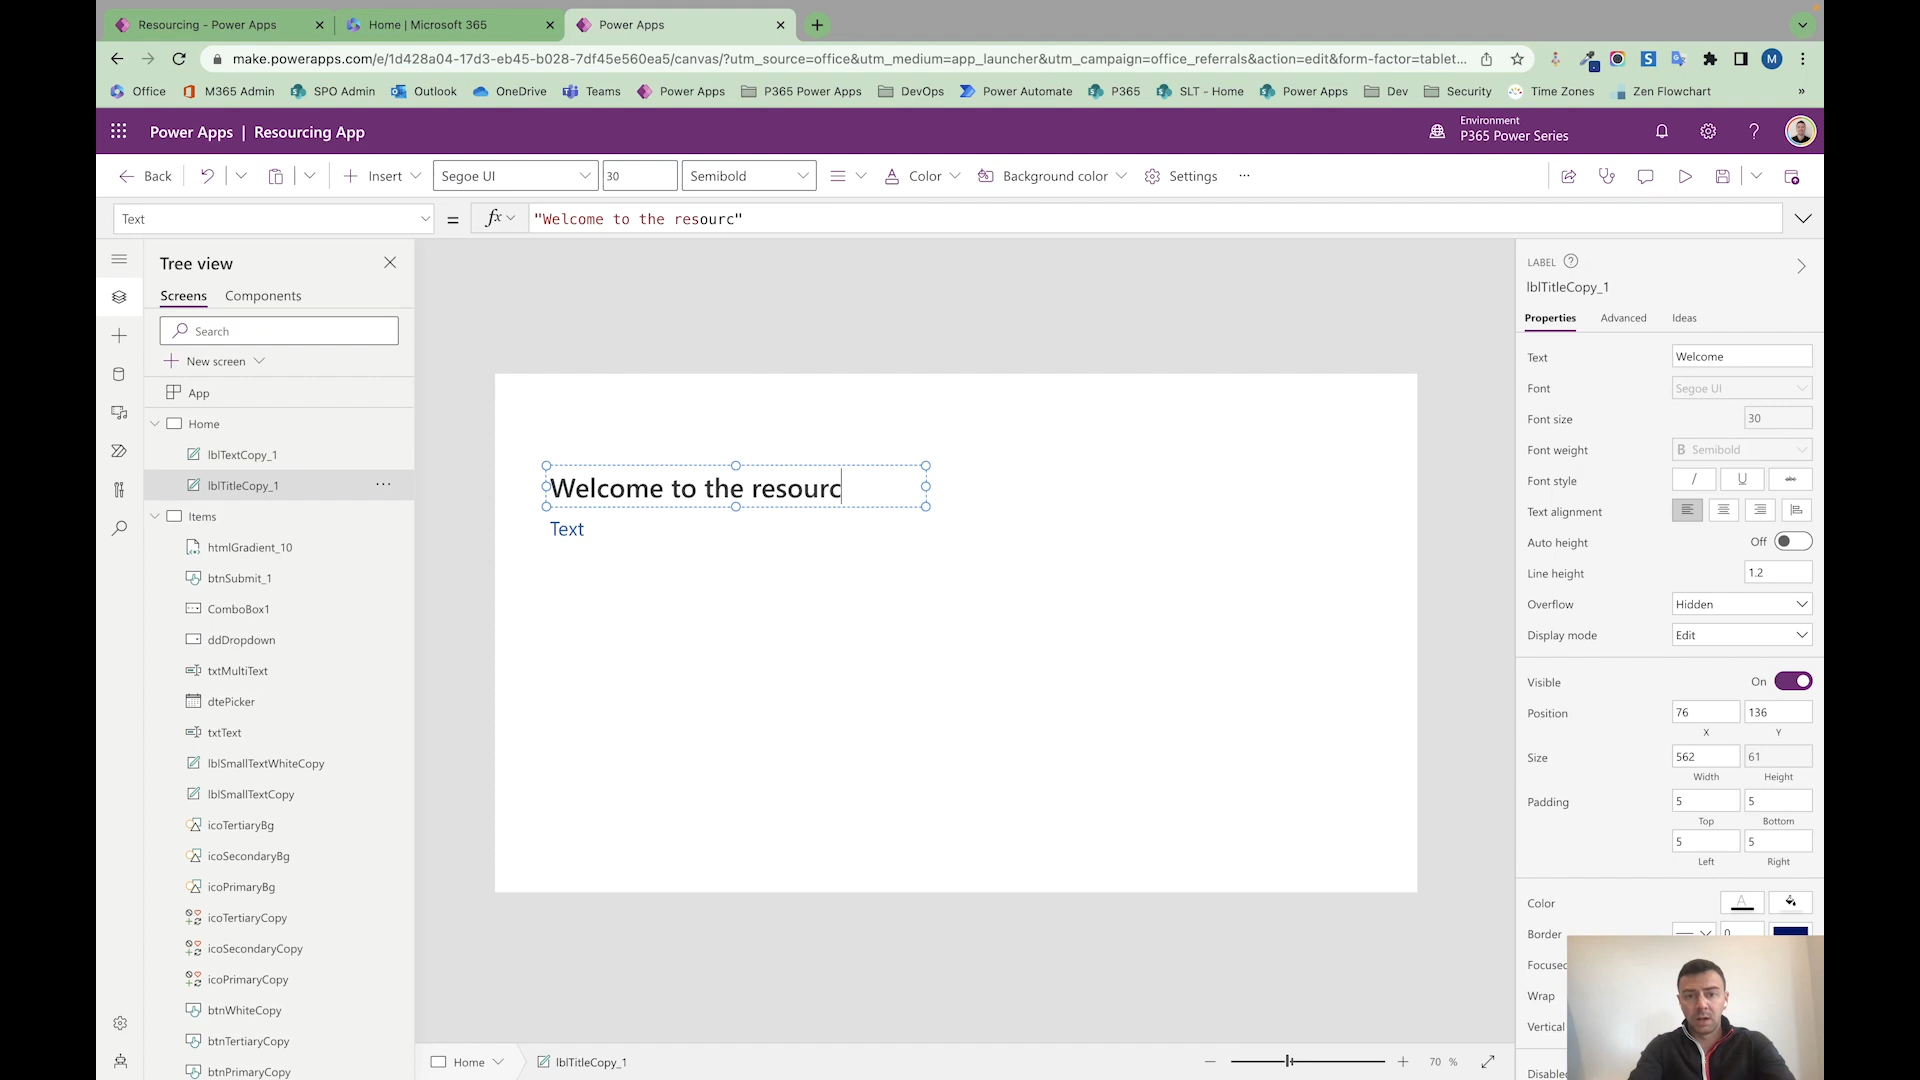 Resourcing - Power Apps
Home | Microsoft 365
Power Apps
make.powerapps.com/e/1d428a04-17d3-eb45-b028-7df45e560ea5/canvas/?utm_source=office&utm_medium=app_launcher&utm_campaign=office_referrals&action=edit&form-factor=tablet...
M
Office
M365 Admin
SPO Admin
Outlook
OneDrive
Teams
Power Apps
P365 Power Apps
DevOps
Power Automate
P365
SLT - Home
Power Apps
Dev
Security
Time Zones
Zen Flowchart
»
Power Apps | Resourcing App
Environment
P365 Power Series
?
Back
Insert
Segoe UI
30
Semibold
Color
Background color
Settings
...
Text
=
fx
"Welcome to the resourc"
Tree view
Screens
Components
Search
New screen
App
Home
lblTextCopy_1
lblTitleCopy_1
...
Items
htmlGradient_10
btnSubmit_1
ComboBox1
ddDropdown
txtMultiText
dtePicker
txtText
lblSmallTextWhiteCopy
lblSmallTextCopy
icoTertiaryBg
icoSecondaryBg
icoPrimaryBg
icoTertiaryCopy
icoSecondaryCopy
icoPrimaryCopy
btnWhiteCopy
btnTertiaryCopy
btnPrimaryCopy
Welcome to the resourc
Text
LABEL ?
lblTitleCopy_1
Properties
Advanced
Ideas
Text
Welcome
Font
Segoe UI
Font size
30
Font weight
B Semibold
Font style
/ U abc
Text alignment
Auto height
Off
Line height
1.2
Overflow
Hidden
Display mode
Edit
Visible
On
Position
76
136
X
Y
Size
562
61
Width
Height
Padding
5
5
Top
Bottom
5
5
Left
Right
Color
A
Border
0
Focused
Wrap
Vertical
Disabled
Home
lblTitleCopy_1
70 %